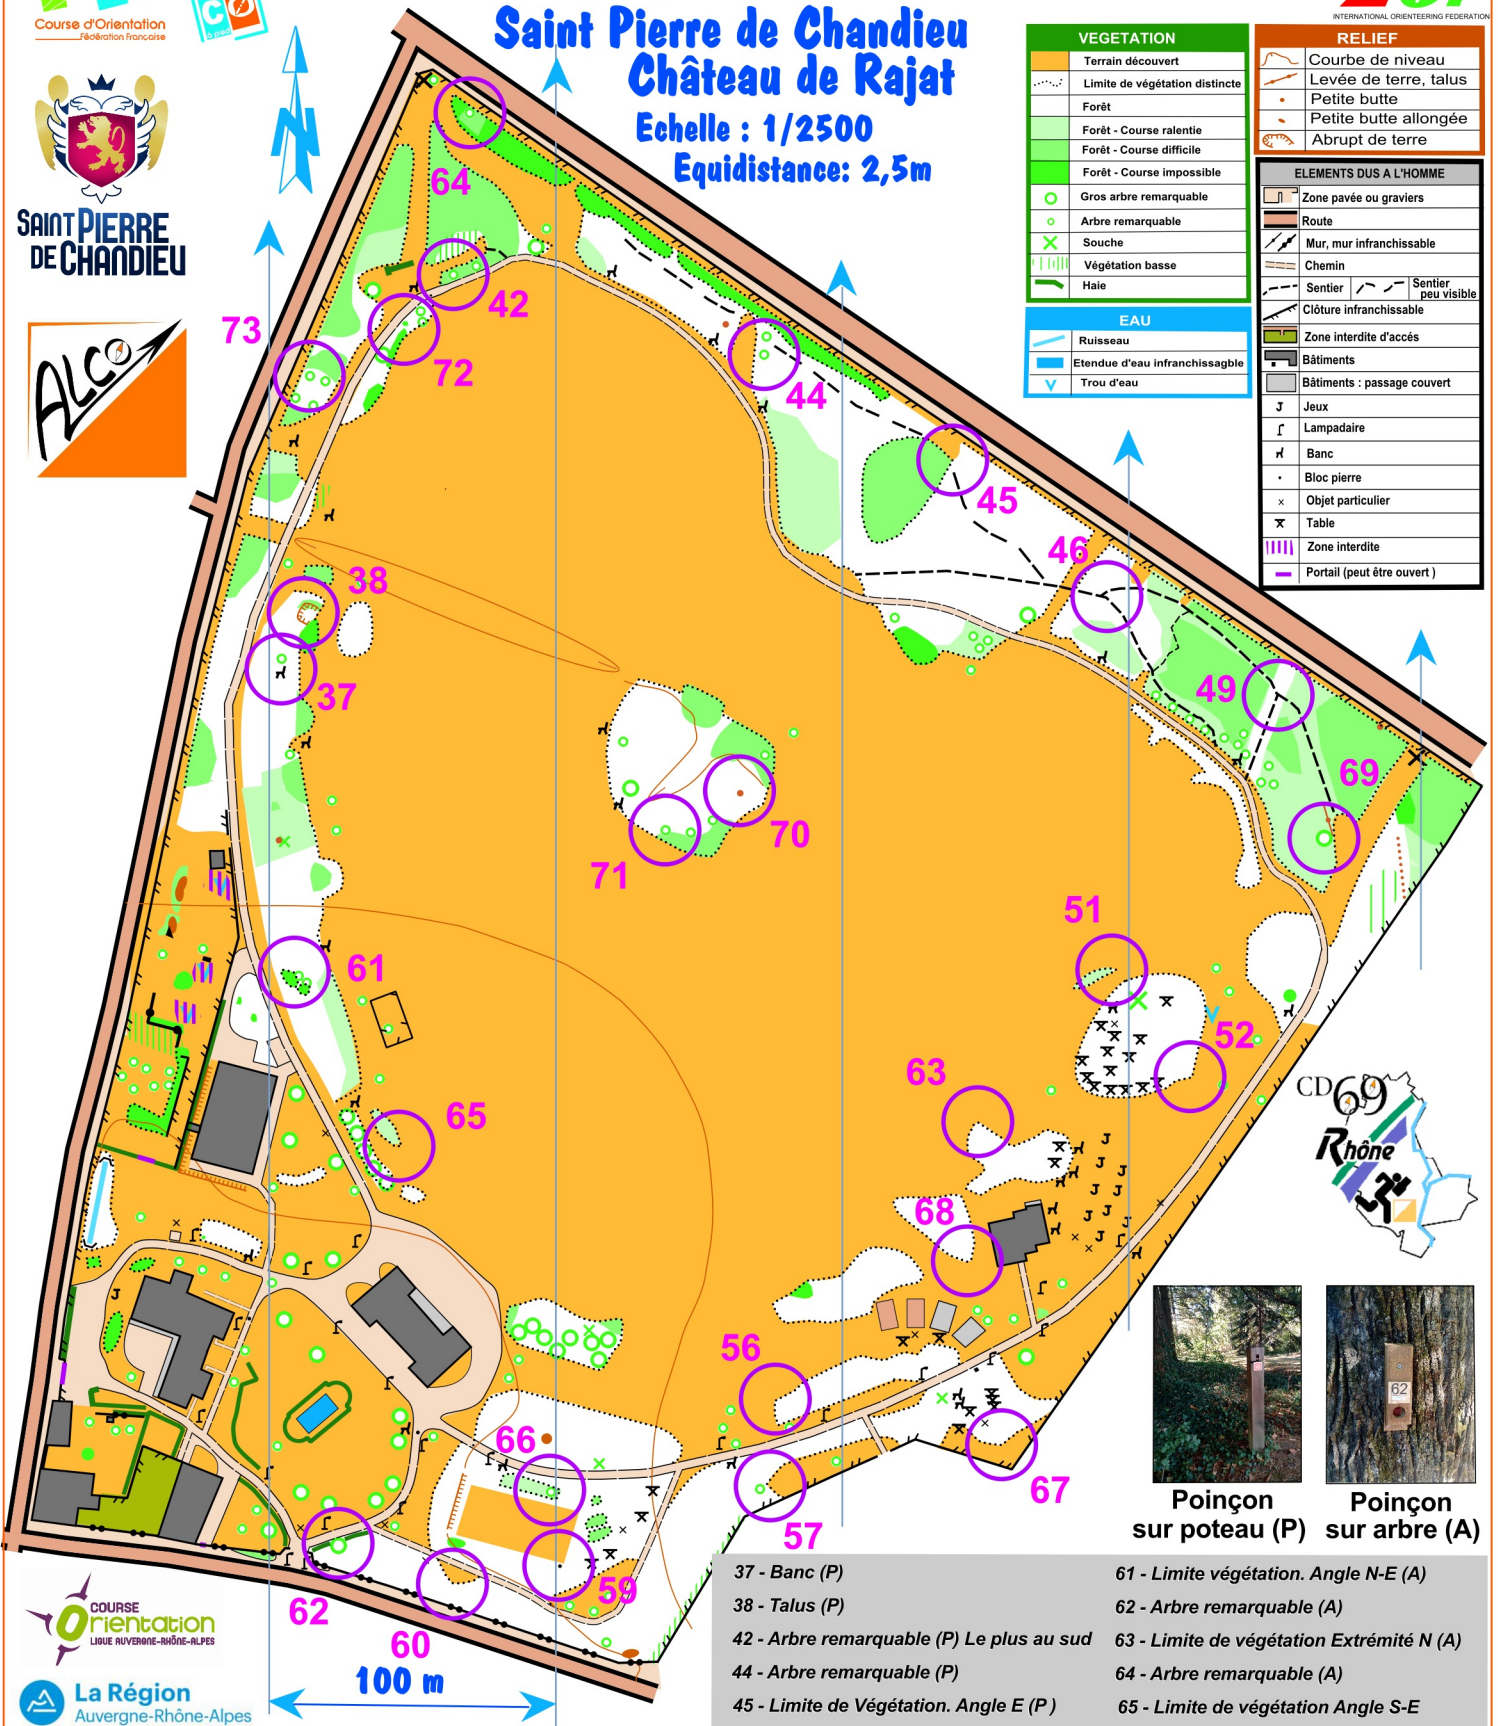 Course d'Orientation
Fédération Française
CO
à pied
SAINT PIERRE
DE CHANDIEU
ALCO
N
Saint Pierre de Chandieu
Château de Rajat
Echelle : 1/2500
Equidistance: 2,5m
INTERNATIONAL ORIENTEERING FEDERATION
VEGETATION
Terrain découvert
Limite de végétation distincte
Forêt
Forêt - Course ralentie
Forêt - Course difficile
Forêt - Course impossible
Gros arbre remarquable
Arbre remarquable
Souche
Végétation basse
Haie
EAU
Ruisseau
Etendue d'eau infranchissagble
Trou d'eau
RELIEF
Courbe de niveau
Levée de terre, talus
Petite butte
Petite butte allongée
Abrupt de terre
ELEMENTS DUS A L'HOMME
Zone pavée ou graviers
Route
Mur, mur infranchissable
Chemin
Sentier
Sentier
peu visible
Clôture infranchissable
Zone interdite d'accés
Bâtiments
Bâtiments : passage couvert
J Jeux
Lampadaire
Banc
Bloc pierre
Objet particulier
Table
Zone interdite
Portail (peut être ouvert )
64
42
73
72
44
45
46
38
37
49
69
70
71
51
61
52
63
65
68
56
66
67
57
59
62
60
100 m
CD69
Rhône
62
Poinçon
sur poteau (P)
Poinçon
sur arbre (A)
COURSE
Orientation
LIGUE AUVERGNE-RHÔNE-ALPES
La Région
Auvergne-Rhône-Alpes
37 - Banc (P)
38 - Talus (P)
42 - Arbre remarquable (P) Le plus au sud
44 - Arbre remarquable (P)
45 - Limite de Végétation. Angle E (P )
61 - Limite végétation. Angle N-E (A)
62 - Arbre remarquable (A)
63 - Limite de végétation Extrémité N (A)
64 - Arbre remarquable (A)
65 - Limite de végétation Angle S-E